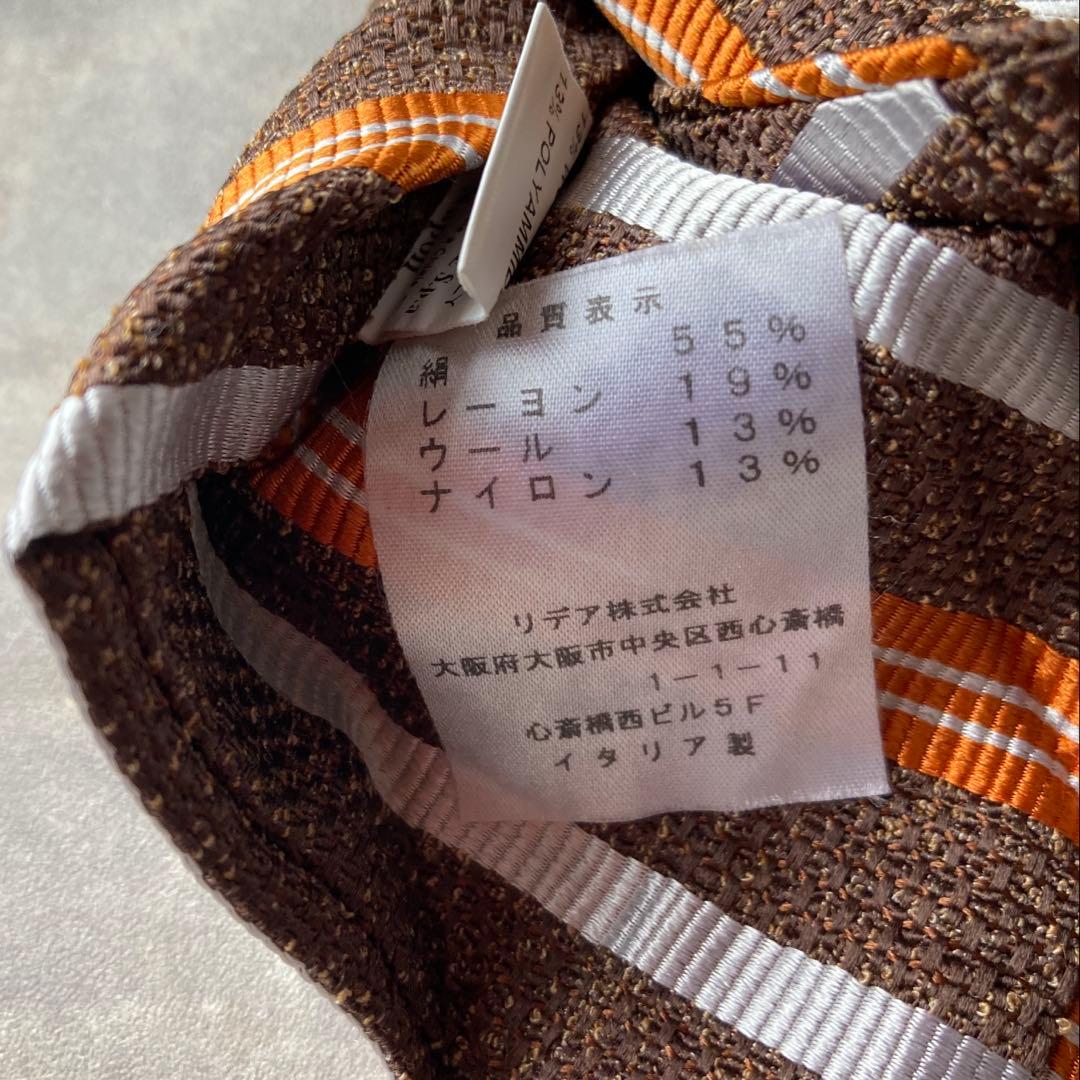 13% POLYAMIDE
品質表示
絹 55%
レーヨン 19%
ウール 13%
ナイロン 13%
リデア株式会社
大阪府大阪市中央区西心斎橋
1-1-11
心斎橋西ビル5F
イタリア製